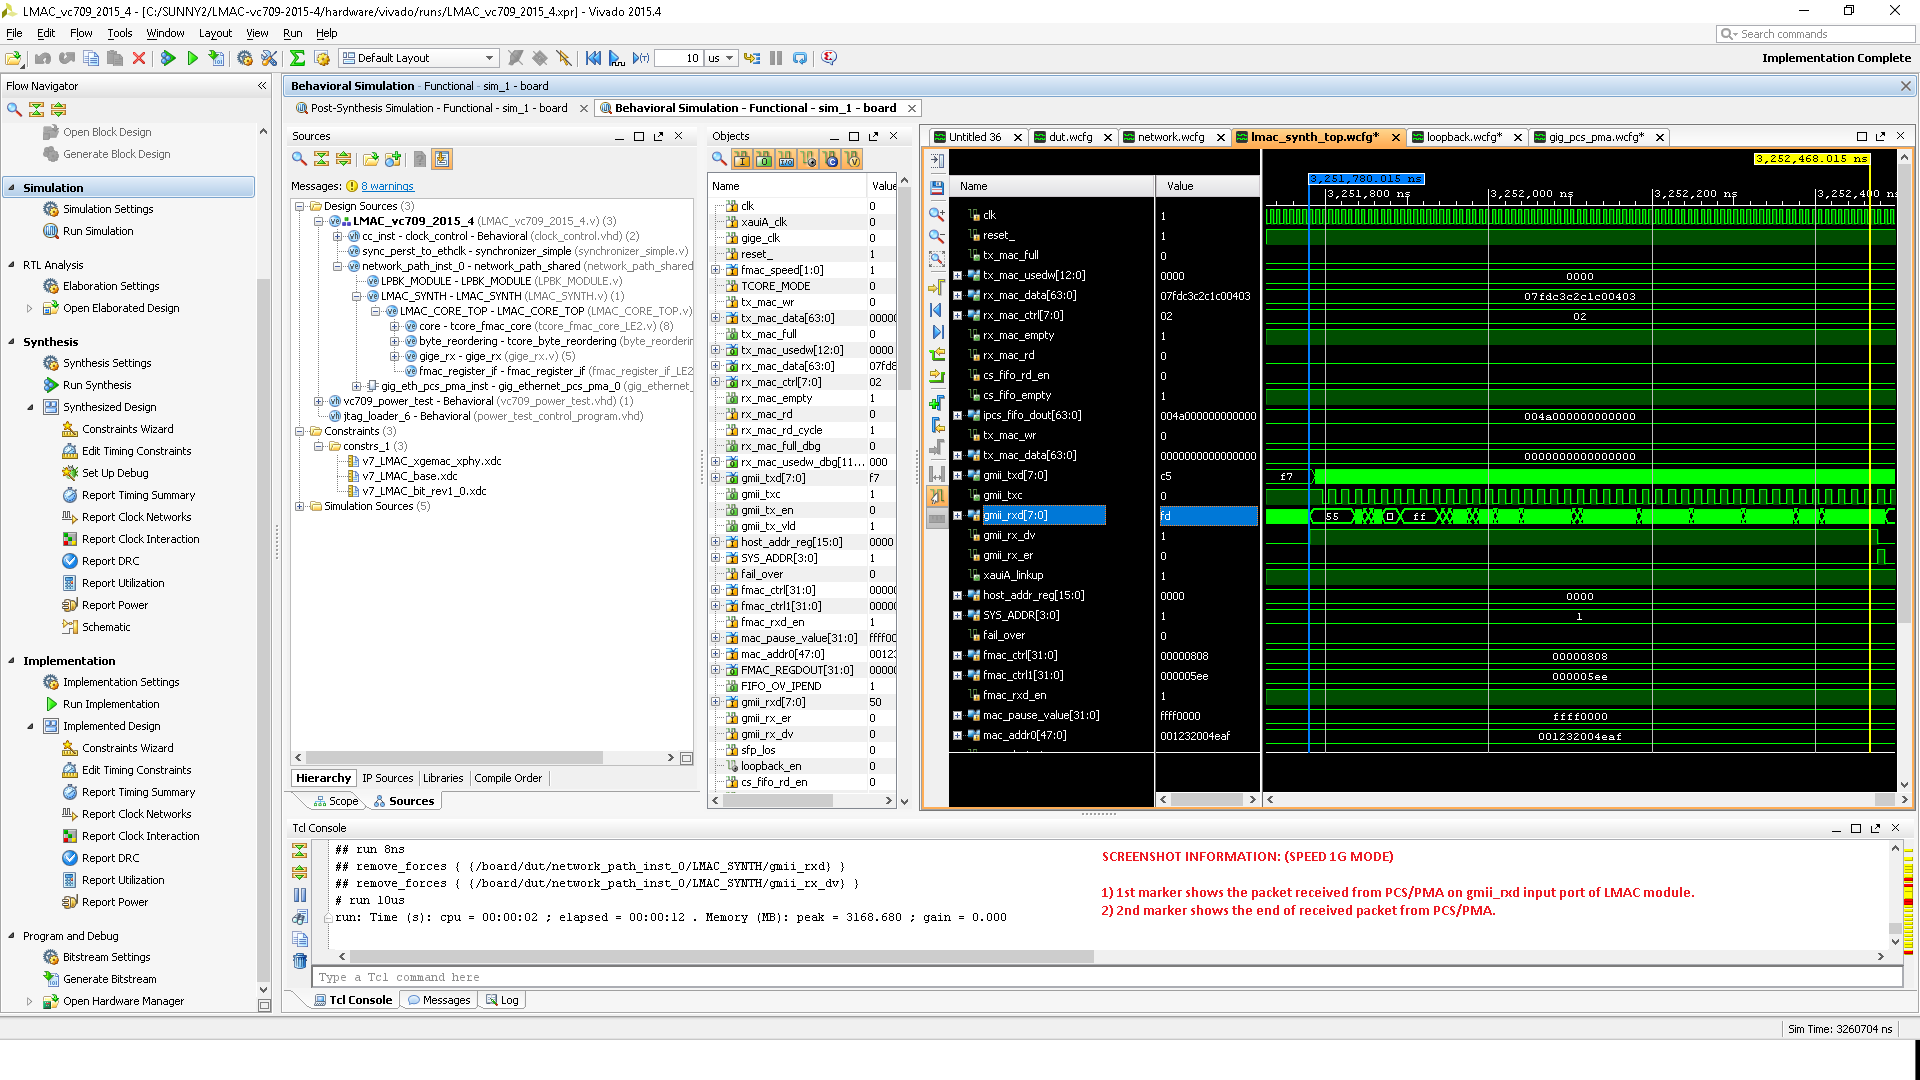 LMAC_vc709_2015_4 - [C:/SUNNY2/LMAC-vc709-2015-4/hardware/vivado/runs/LMAC_vc709_2015_4.xpr] - Vivado 2015.4
File Edit Flow Tools Window Layout View Run Help
Search commands
Default Layout 10 us Implementation Complete
Flow Navigator
Open Block Design
Generate Block Design
Simulation
Simulation Settings
Run Simulation
RTL Analysis
Elaboration Settings
Open Elaborated Design
Synthesis
Synthesis Settings
Run Synthesis
Synthesized Design
Constraints Wizard
Edit Timing Constraints
Set Up Debug
Report Timing Summary
Report Clock Networks
Report Clock Interaction
Report DRC
Report Utilization
Report Power
Schematic
Implementation
Implementation Settings
Run Implementation
Implemented Design
Constraints Wizard
Edit Timing Constraints
Report Timing Summary
Report Clock Networks
Report Clock Interaction
Report DRC
Report Utilization
Report Power
Program and Debug
Bitstream Settings
Generate Bitstream
Open Hardware Manager
Behavioral Simulation - Functional - sim_1 - board
Post-Synthesis Simulation - Functional - sim_1 - board
Behavioral Simulation - Functional - sim_1 - board
Sources
Messages: 8 warnings
Design Sources (3)
LMAC_vc709_2015_4 (LMAC_vc709_2015_4.v) (3)
cc_inst - clock_control - Behavioral (clock_control.vhd) (2)
sync_perst_to_ethclk - synchronizer_simple (synchronizer_simple.v)
network_path_inst_0 - network_path_shared (network_path_shared
LPBK_MODULE - LPBK_MODULE (LPBK_MODULE.v)
LMAC_SYNTH - LMAC_SYNTH (LMAC_SYNTH.v) (1)
LMAC_CORE_TOP - LMAC_CORE_TOP (LMAC_CORE_TOP.v)
core - tcore_fmac_core (tcore_fmac_core_LE2.v) (8)
byte_reordering - tcore_byte_reordering (byte_reorderin
gige_rx - gige_rx (gige_rx.v) (5)
fmac_register_if - fmac_register_if (fmac_register_if_LE2
gig_eth_pcs_pma_inst - gig_ethernet_pcs_pma_0 (gig_ethernet_
vc709_power_test - Behavioral (vc709_power_test.vhd) (1)
jtag_loader_6 - Behavioral (power_test_control_program.vhd)
Constraints (3)
constrs_1 (3)
v7_LMAC_xgemac_xphy.xdc
v7_LMAC_base.xdc
v7_LMAC_bit_rev1_0.xdc
Simulation Sources (5)
Hierarchy IP Sources Libraries Compile Order
Scope Sources
Objects
Name Value
clk 0
xauiA_clk 0
gige_clk 0
reset_ 1
fmac_speed[1:0] 1
TCORE_MODE 0
tx_mac_wr 0
tx_mac_data[63:0] 00000
tx_mac_full 0
tx_mac_usedw[12:0] 0000
rx_mac_data[63:0] 07fd8
rx_mac_ctrl[7:0] 02
rx_mac_empty 1
rx_mac_rd 0
rx_mac_rd_cycle 1
rx_mac_full_dbg 0
rx_mac_usedw_dbg[11... 000
gmii_txd[7:0] f7
gmii_txc 1
gmii_tx_en 0
gmii_tx_vld 1
host_addr_reg[15:0] 0000
SYS_ADDR[3:0] 1
fail_over 0
fmac_ctrl[31:0] 00000
fmac_ctrl1[31:0] 00000
fmac_rxd_en 1
mac_pause_value[31:0] ffff00
mac_addr0[47:0] 00123
FMAC_REGDOUT[31:0] 00000
FIFO_OV_IPEND 1
gmii_rxd[7:0] 50
gmii_rx_er 0
gmii_rx_dv 0
sfp_los 0
loopback_en 0
cs_fifo_rd_en 0
Untitled 36 dut.wcfg network.wcfg lmac_synth_top.wcfg* loopback.wcfg* gig_pcs_pma.wcfg*
3,252,468.015 ns
3,251,780.015 ns
Name Value 3,251,800 ns 3,252,000 ns 3,252,200 ns 3,252,400 ns
clk 1
reset_ 1
tx_mac_full 0
tx_mac_usedw[12:0] 0000 0000
rx_mac_data[63:0] 07fdc3c2c1c00403 07fdc3c2c1c00403
rx_mac_ctrl[7:0] 02 02
rx_mac_empty 1
rx_mac_rd 0
cs_fifo_rd_en 0
cs_fifo_empty 1
ipcs_fifo_dout[63:0] 004a000000000000 004a000000000000
tx_mac_wr 0
tx_mac_data[63:0] 0000000000000000 0000000000000000
gmii_txd[7:0] c5 f7
gmii_txc 0
gmii_rxd[7:0] fd 55 ff
gmii_rx_dv 1
gmii_rx_er 0
xauiA_linkup 1
host_addr_reg[15:0] 0000 0000
SYS_ADDR[3:0] 1 1
fail_over 0
fmac_ctrl[31:0] 00000808 00000808
fmac_ctrl1[31:0] 000005ee 000005ee
fmac_rxd_en 1
mac_pause_value[31:0] ffff0000 ffff0000
mac_addr0[47:0] 001232004eaf 001232004eaf
Tcl Console
## run 8ns
## remove_forces { {/board/dut/network_path_inst_0/LMAC_SYNTH/gmii_rxd} }
## remove_forces { {/board/dut/network_path_inst_0/LMAC_SYNTH/gmii_rx_dv} }
# run 10us
run: Time (s): cpu = 00:00:02 ; elapsed = 00:00:12 . Memory (MB): peak = 3168.680 ; gain = 0.000
SCREENSHOT INFORMATION: (SPEED 1G MODE)
1) 1st marker shows the packet received from PCS/PMA on gmii_rxd input port of LMAC module.
2) 2nd marker shows the end of received packet from PCS/PMA.
Type a Tcl command here
Tcl Console Messages Log
Sim Time: 3260704 ns